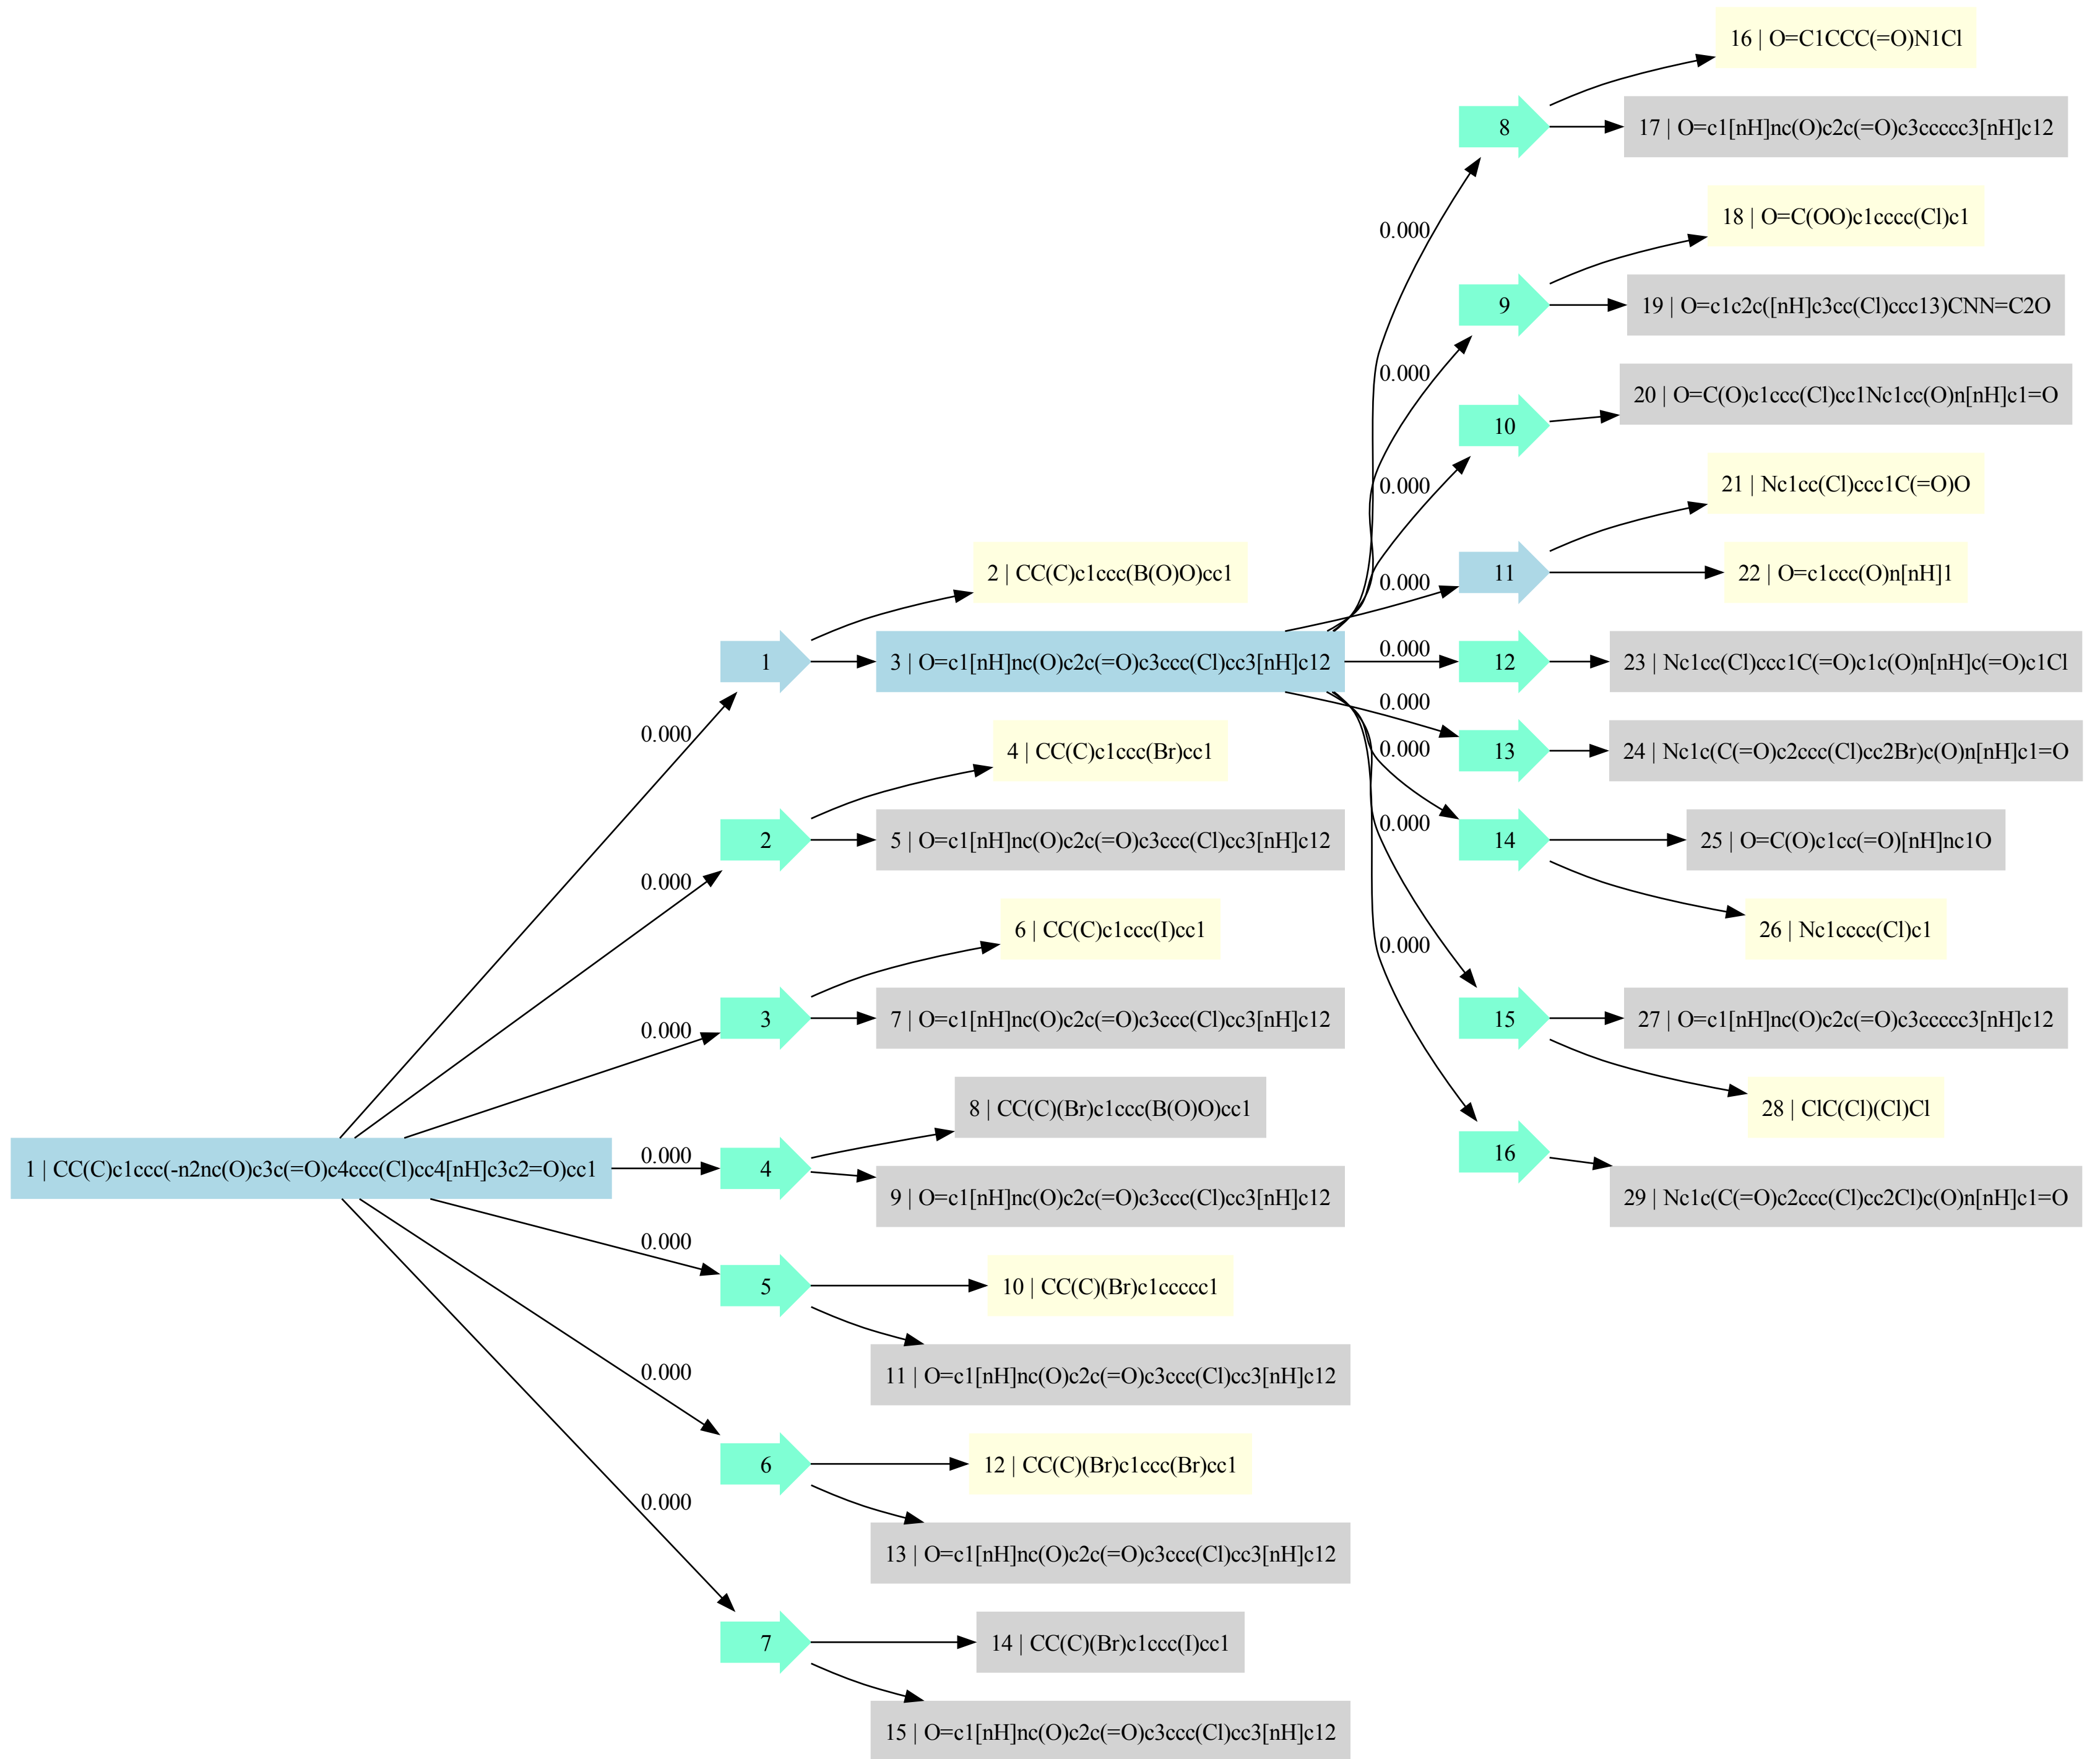 16 | O=C1CCC(=O)N1Cl
8
17 | O=c1[nH]nc(O)c2c(=O)c3ccccc3[nH]c12
18 | O=C(OO)c1cccc(Cl)c1
0.000
9
19 | O=c1c2c([nH]c3cc(Cl)ccc13)CNN=C2O
0.000
20 | O=C(O)c1ccc(Cl)cc1Nc1cc(O)n[nH]c1=O
10
0.000
21 | Nc1cc(Cl)ccc1C(=O)O
2 | CC(C)c1ccc(B(O)O)cc1
0.000
11
22 | O=c1ccc(O)n[nH]1
1
3 | O=c1[nH]nc(O)c2c(=O)c3ccc(Cl)cc3[nH]c12
0.000
12
23 | Nc1cc(Cl)ccc1C(=O)c1c(O)n[nH]c(=O)c1Cl
0.000
0.000
4 | CC(C)c1ccc(Br)cc1
0.000
13
24 | Nc1c(C(=O)c2ccc(Cl)cc2Br)c(O)n[nH]c1=O
0.000
2
5 | O=c1[nH]nc(O)c2c(=O)c3ccc(Cl)cc3[nH]c12
0.000
14
25 | O=C(O)c1cc(=O)[nH]nc1O
6 | CC(C)c1ccc(I)cc1
0.000
26 | Nc1cccc(Cl)c1
0.000
3
7 | O=c1[nH]nc(O)c2c(=O)c3ccc(Cl)cc3[nH]c12
15
27 | O=c1[nH]nc(O)c2c(=O)c3ccccc3[nH]c12
8 | CC(C)(Br)c1ccc(B(O)O)cc1
28 | ClC(Cl)(Cl)Cl
1 | CC(C)c1ccc(-n2nc(O)c3c(=O)c4ccc(Cl)cc4[nH]c3c2=O)cc1
0.000
4
16
9 | O=c1[nH]nc(O)c2c(=O)c3ccc(Cl)cc3[nH]c12
29 | Nc1c(C(=O)c2ccc(Cl)cc2Cl)c(O)n[nH]c1=O
0.000
5
10 | CC(C)(Br)c1ccccc1
0.000
11 | O=c1[nH]nc(O)c2c(=O)c3ccc(Cl)cc3[nH]c12
6
12 | CC(C)(Br)c1ccc(Br)cc1
0.000
13 | O=c1[nH]nc(O)c2c(=O)c3ccc(Cl)cc3[nH]c12
7
14 | CC(C)(Br)c1ccc(I)cc1
15 | O=c1[nH]nc(O)c2c(=O)c3ccc(Cl)cc3[nH]c12